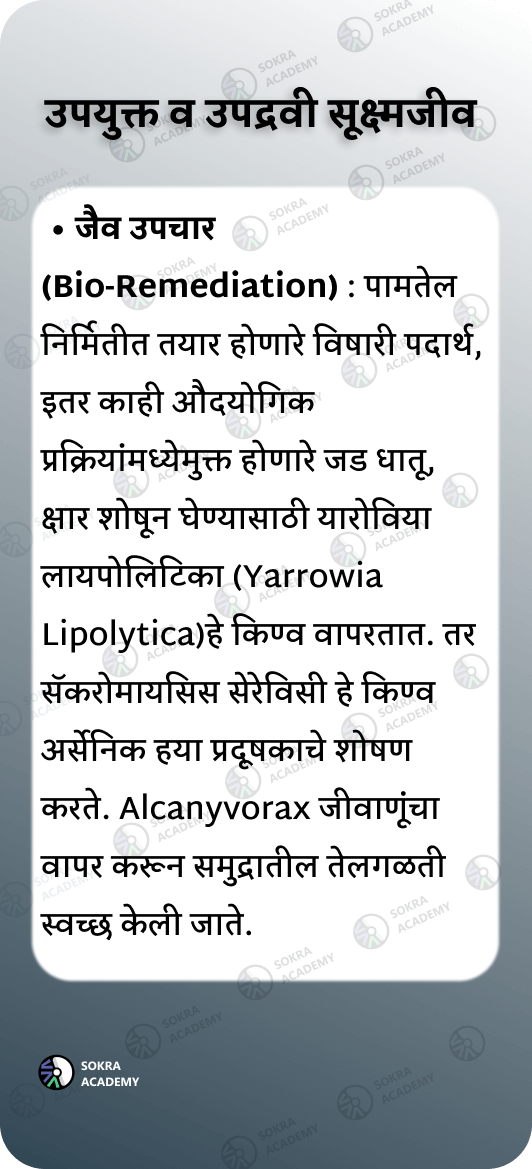 उपयुक्त व उपद्रवी सूक्ष्मजीव
• जैव उपचार
(Bio-Remediation) : पामतेल
निर्मितीत तयार होणारे विषारी पदार्थ,
इतर काही औदयोगिक
प्रक्रियांमध्येमुक्त होणारे जड धातू,
क्षार शोषून घेण्यासाठी यारोविया
लायपोलिटिका (Yarrowia
Lipolytica)हे किण्व वापरतात. तर
सॅकरोमायसिस सेरेविसी हे किण्व
अर्सेनिक हया प्रदूषकाचे शोषण
करते. Alcanyvorax जीवाणूंचा
वापर करून समुद्रातील तेलगळती
स्वच्छ केली जाते.
SOKRA
ACADEMY